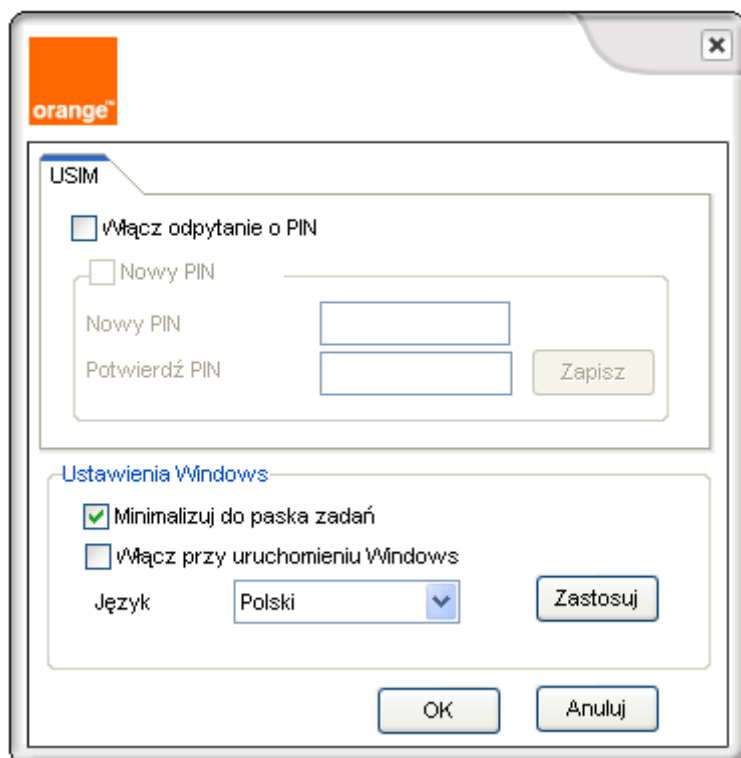 orange™
USIM
Włącz odpytanie o PIN
Nowy PIN
Nowy PIN
Potwierdź PIN
Zapisz
Ustawienia Windows
Minimalizuj do paska zadań
Włącz przy uruchomieniu Windows
Język
Polski
Zastosuj
OK
Anuluj